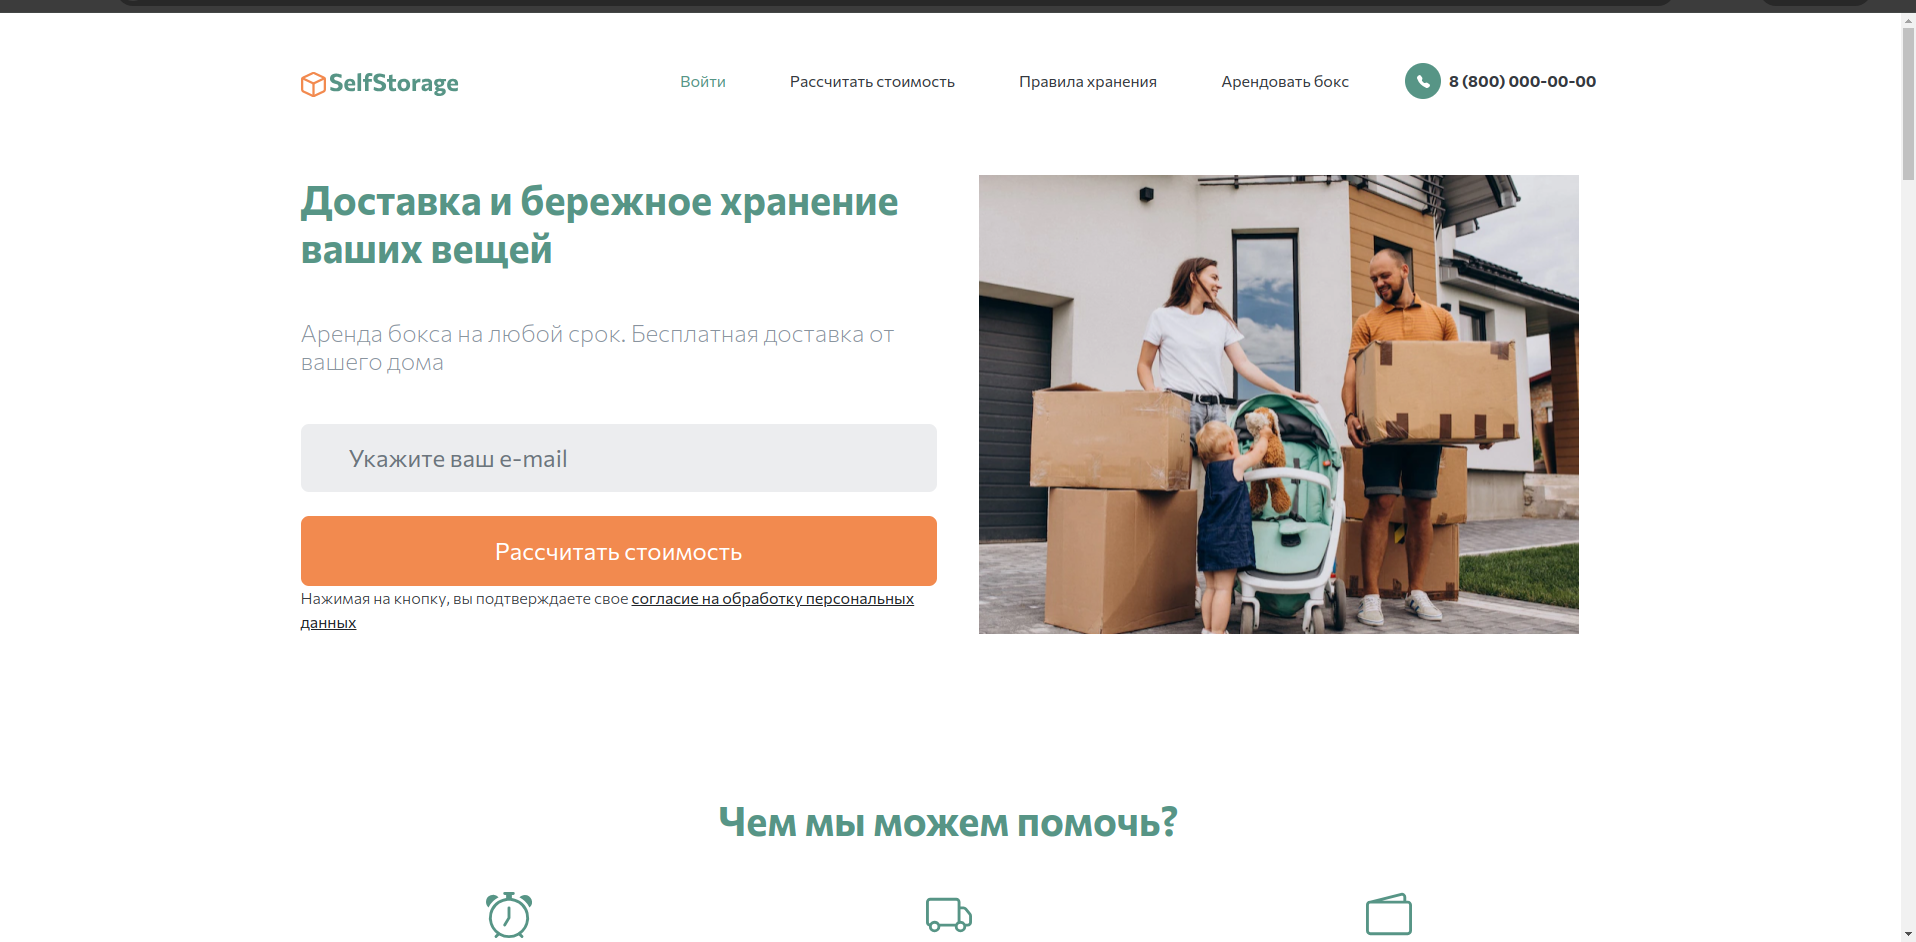 SelfStorage
Войти
Рассчитать стоимость
Правила хранения
Арендовать бокс
8 (800) 000-00-00
Доставка и бережное хранение
ваших вещей
Аренда бокса на любой срок. Бесплатная доставка от
вашего дома
Укажите ваш e-mail
Рассчитать стоимость
Нажимая на кнопку, вы подтверждаете свое согласие на обработку персональных
данных
Чем мы можем помочь?